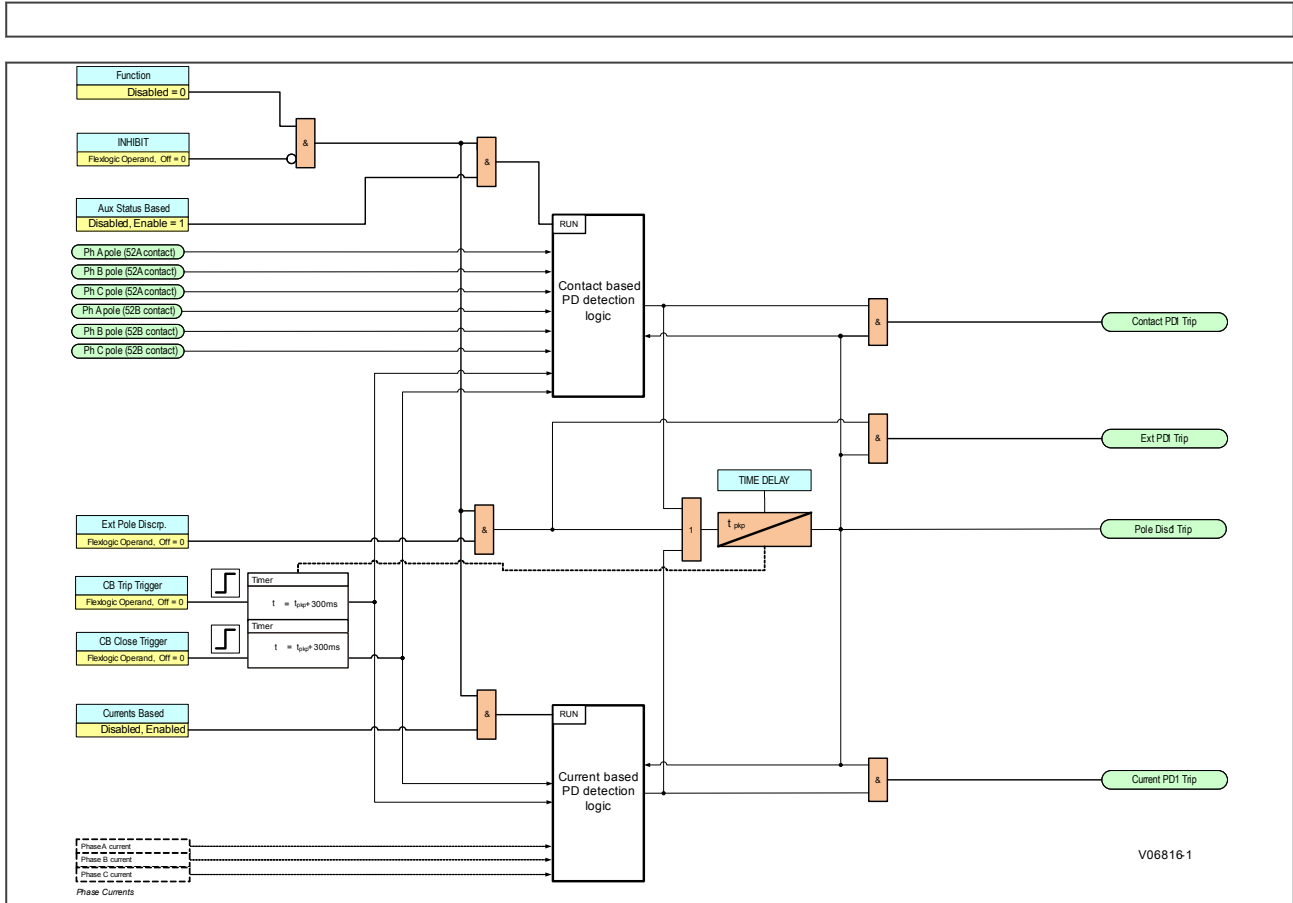 Function
Disabled = 0
INHIBIT
Flexlogic Operand, Off = 0
&
&
Aux Status Based
Disabled, Enable = 1
RUN
Ph A pole (52A contact)
Ph B pole (52A contact)
Ph C pole (52A contact)
Ph A pole (52B contact)
Ph B pole (52B contact)
Ph C pole (52B contact)
Contact based
PD detection
logic
&
Contact PD1 Trip
&
Ext PD1 Trip
TIME DELAY
Ext Pole Discrp.
Flexlogic Operand, Off = 0
&
1
t pkp
Pole Disc1 Trip
CB Trip Trigger
Flexlogic Operand, Off = 0
Timer
t = tpkp+300ms
CB Close Trigger
Flexlogic Operand, Off = 0
Timer
t = tpkp+300ms
Currents Based
Disabled, Enabled
&
RUN
Current based
PD detection
logic
&
Current PD1 Trip
Phase A current
Phase B current
Phase C current
Phase Currents
V06816-1